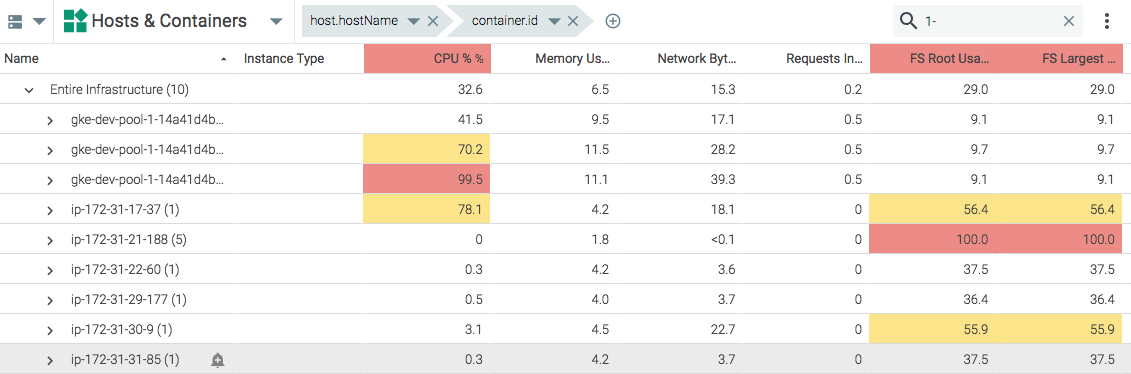 Hosts & Containers host.hostName container.id 1-
Name Instance Type CPU % % Memory Us... Network Byt... Requests In... FS Root Usa... FS Largest ...
Entire Infrastructure (10) 32.6 6.5 15.3 0.2 29.0 29.0
gke-dev-pool-1-14a41d4b... 41.5 9.5 17.1 0.5 9.1 9.1
gke-dev-pool-1-14a41d4b... 70.2 11.5 28.2 0.5 9.7 9.7
gke-dev-pool-1-14a41d4b... 99.5 11.1 39.3 0.5 9.1 9.1
ip-172-31-17-37 (1) 78.1 4.2 18.1 0 56.4 56.4
ip-172-31-21-188 (5) 0 1.8 <0.1 0 100.0 100.0
ip-172-31-22-60 (1) 0.3 4.2 3.6 0 37.5 37.5
ip-172-31-29-177 (1) 0.5 4.0 3.7 0 36.4 36.4
ip-172-31-30-9 (1) 3.1 4.5 22.7 0 55.9 55.9
ip-172-31-31-85 (1) 0.3 4.2 3.7 0 37.5 37.5